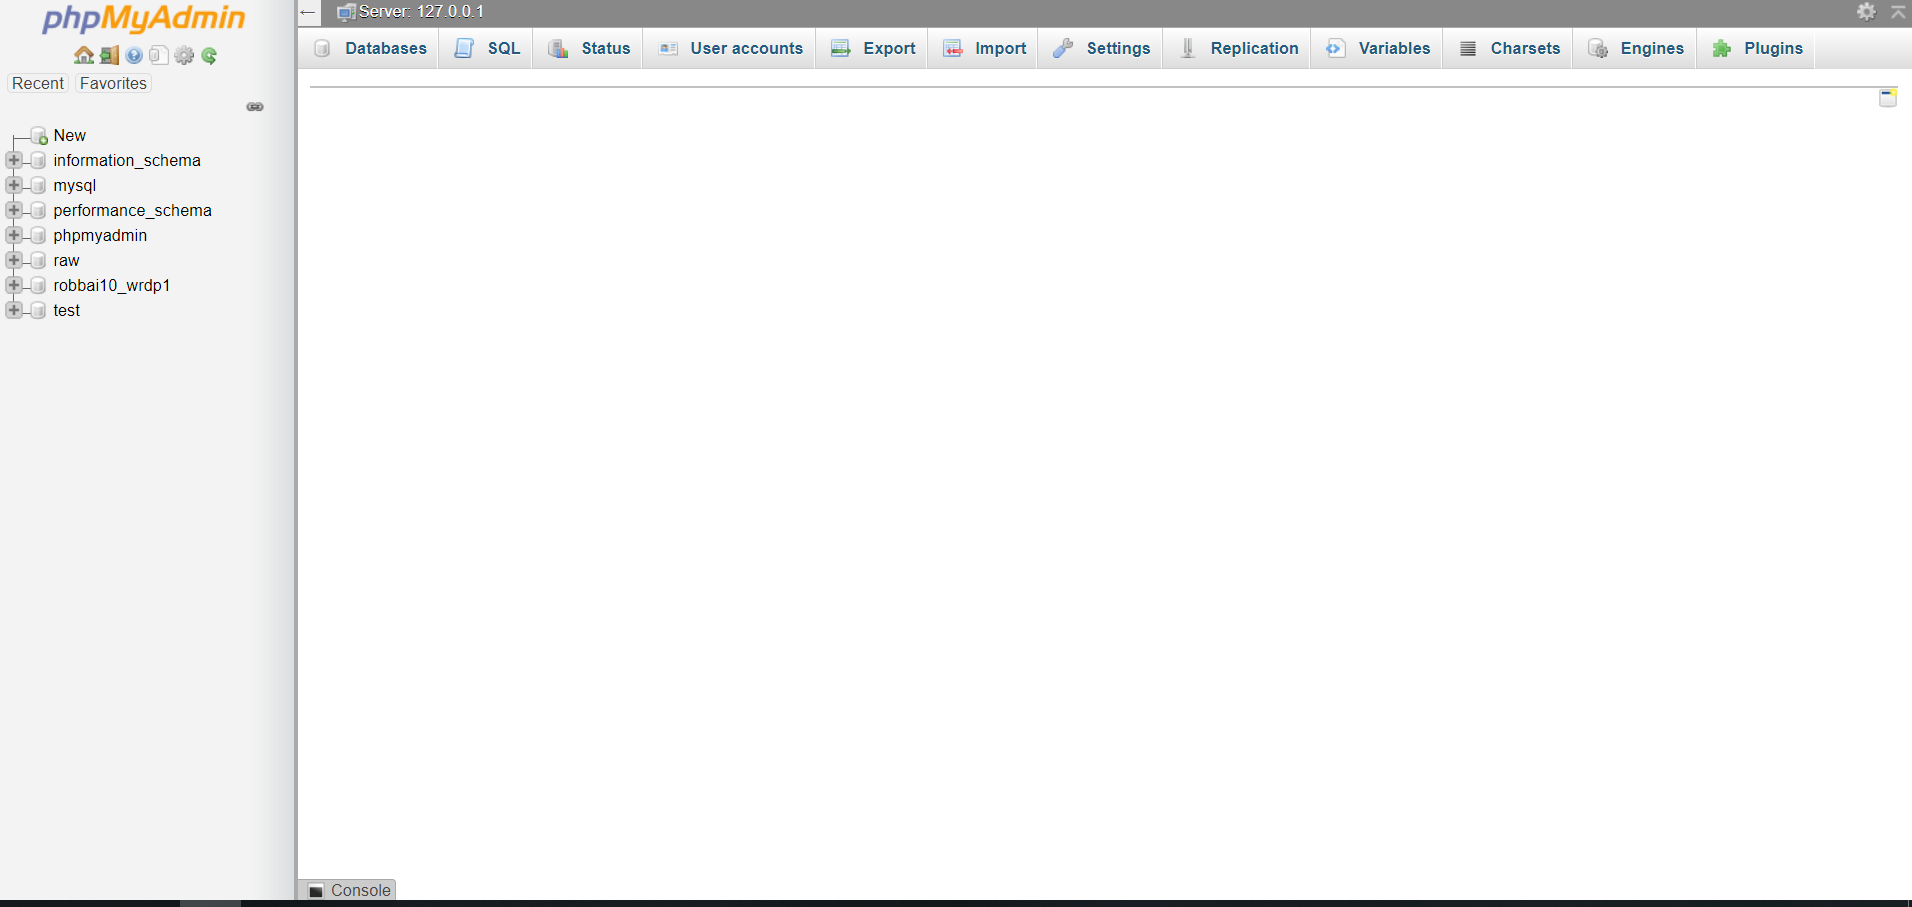 phpMyAdmin
Recent Favorites
New
information_schema
mysql
performance_schema
phpmyadmin
raw
robbai10_wrdp1
test
← Server: 127.0.0.1
Databases SQL Status User accounts Export Import Settings Replication Variables Charsets Engines Plugins
Console